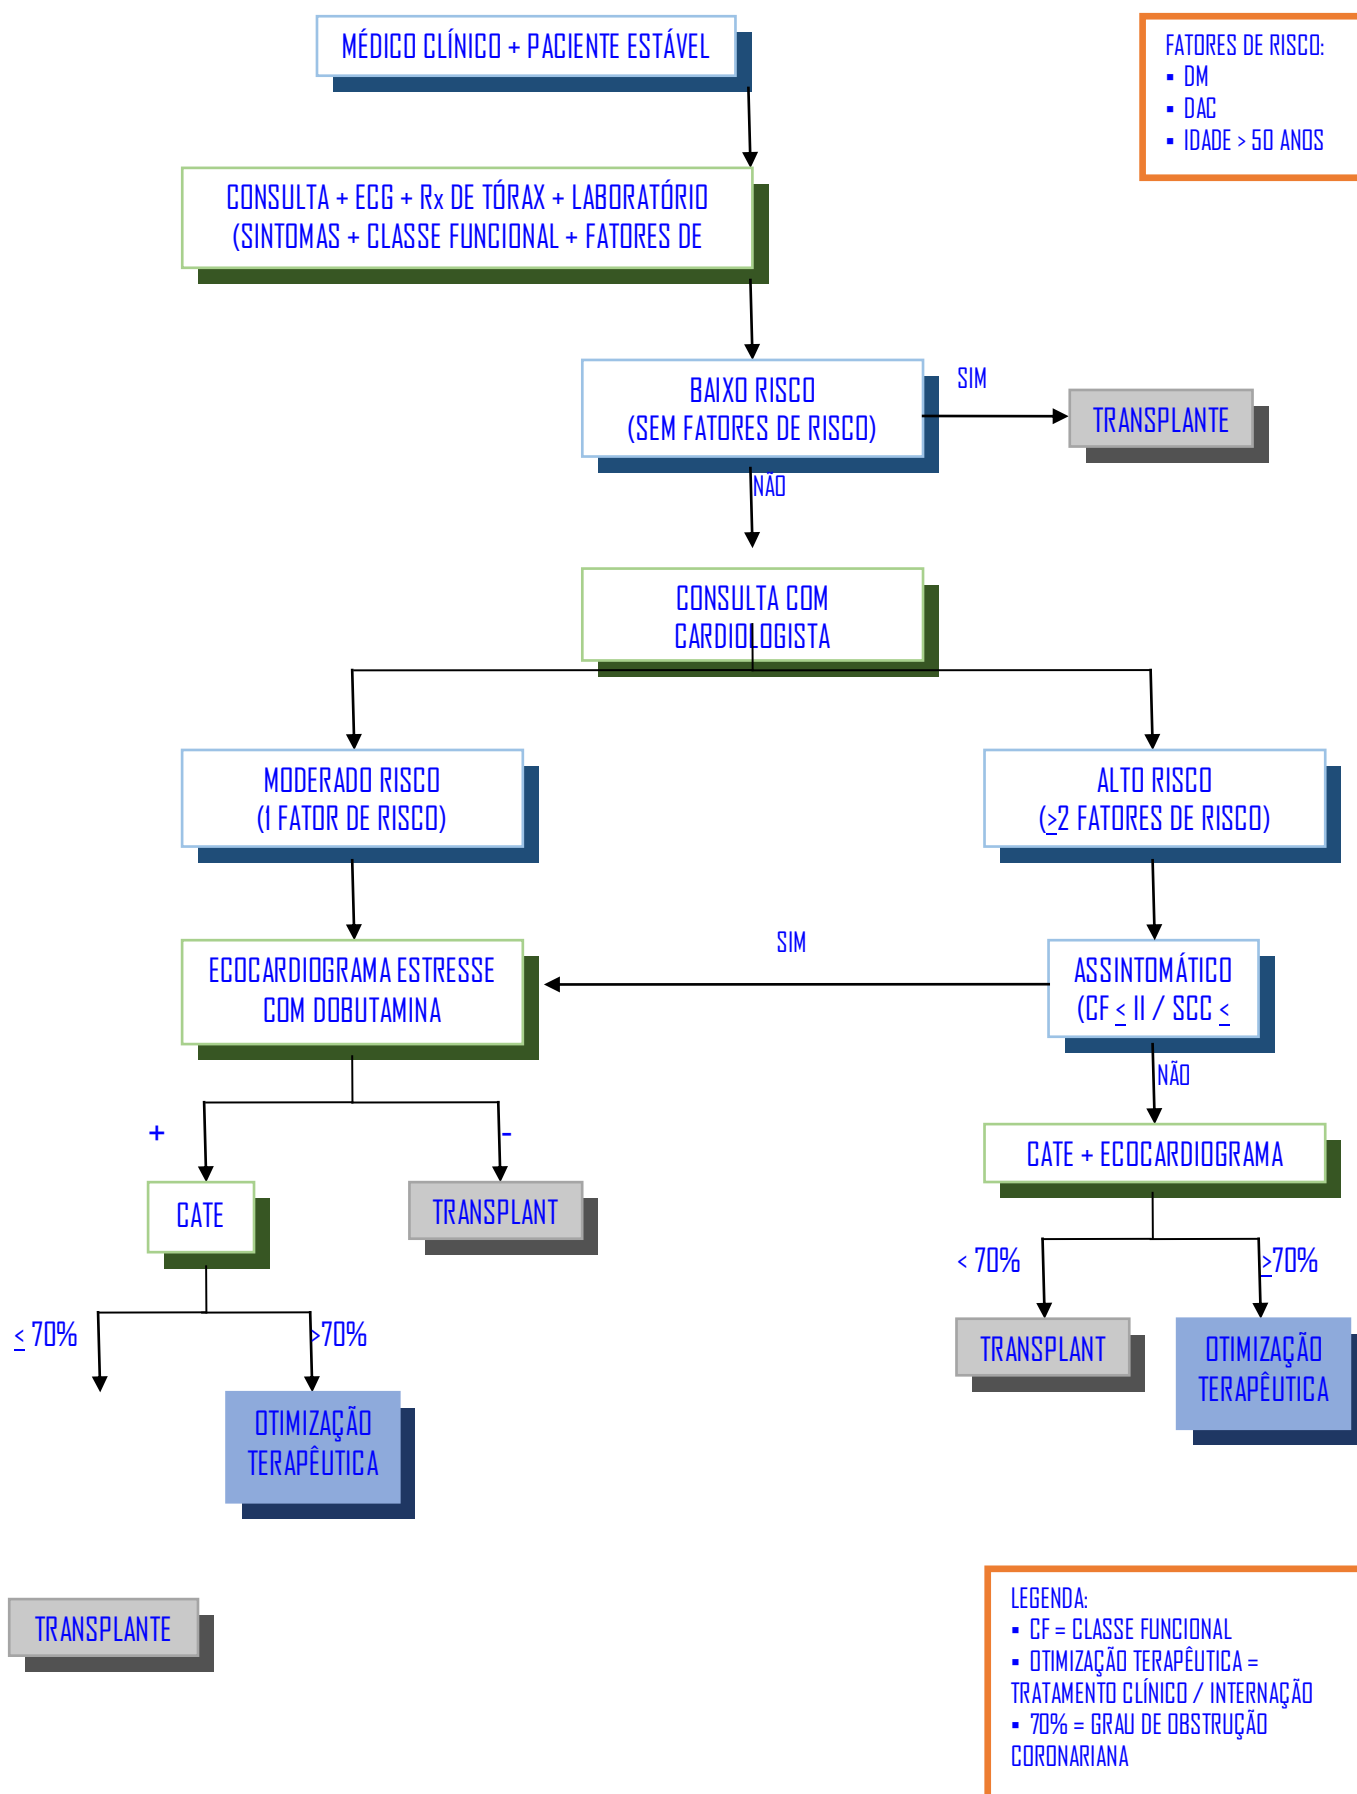 MÉDICO CLÍNICO + PACIENTE ESTÁVEL
FATORES DE RISCO:
▪ DM
▪ DAC
▪ IDADE > 50 ANOS
CONSULTA + ECG + Rx DE TÓRAX + LABORATÓRIO
(SINTOMAS + CLASSE FUNCIONAL + FATORES DE
BAIXO RISCO
(SEM FATORES DE RISCO)
SIM
TRANSPLANTE
NÃO
CONSULTA COM
CARDIOLOGISTA
MODERADO RISCO
(1 FATOR DE RISCO)
ALTO RISCO
(≥2 FATORES DE RISCO)
ECOCARDIOGRAMA ESTRESSE
COM DOBUTAMINA
SIM
ASSINTOMÁTICO
(CF ≤ II / SCC ≤
NÃO
+
-
CATE
TRANSPLANT
CATE + ECOCARDIOGRAMA
< 70%
≥70%
≤ 70%
>70%
TRANSPLANT
OTIMIZAÇÃO
TERAPÊUTICA
OTIMIZAÇÃO
TERAPÊUTICA
TRANSPLANTE
LEGENDA:
▪ CF = CLASSE FUNCIONAL
▪ OTIMIZAÇÃO TERAPÊUTICA =
TRATAMENTO CLÍNICO / INTERNAÇÃO
▪ 70% = GRAU DE OBSTRUÇÃO
CORONARIANA